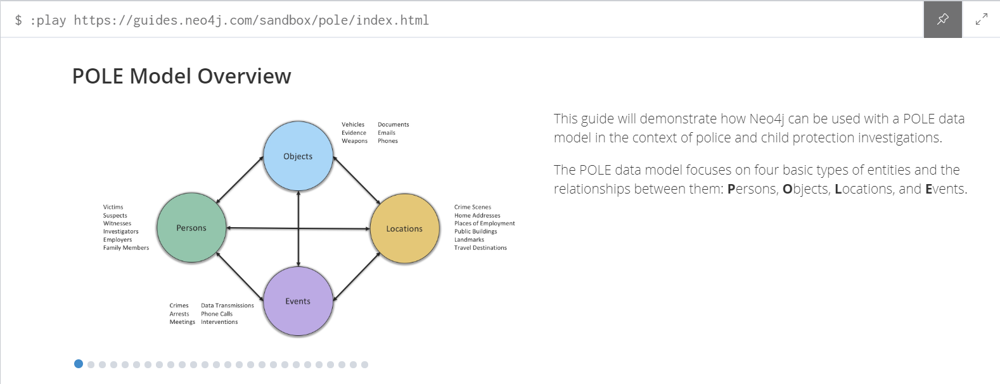 $ :play https://guides.neo4j.com/sandbox/pole/index.html
POLE Model Overview
Vehicles Documents
Evidence Emails
Weapons Phones
Objects
Victims
Suspects
Witnesses
Investigators
Employers
Family Members
Persons
Locations
Crime Scenes
Home Addresses
Places of Employment
Public Buildings
Landmarks
Travel Destinations
Events
Crimes Data Transmissions
Arrests Phone Calls
Meetings Interventions
This guide will demonstrate how Neo4j can be used with a POLE data
model in the context of police and child protection investigations.
The POLE data model focuses on four basic types of entities and the
relationships between them: Persons, Objects, Locations, and Events.